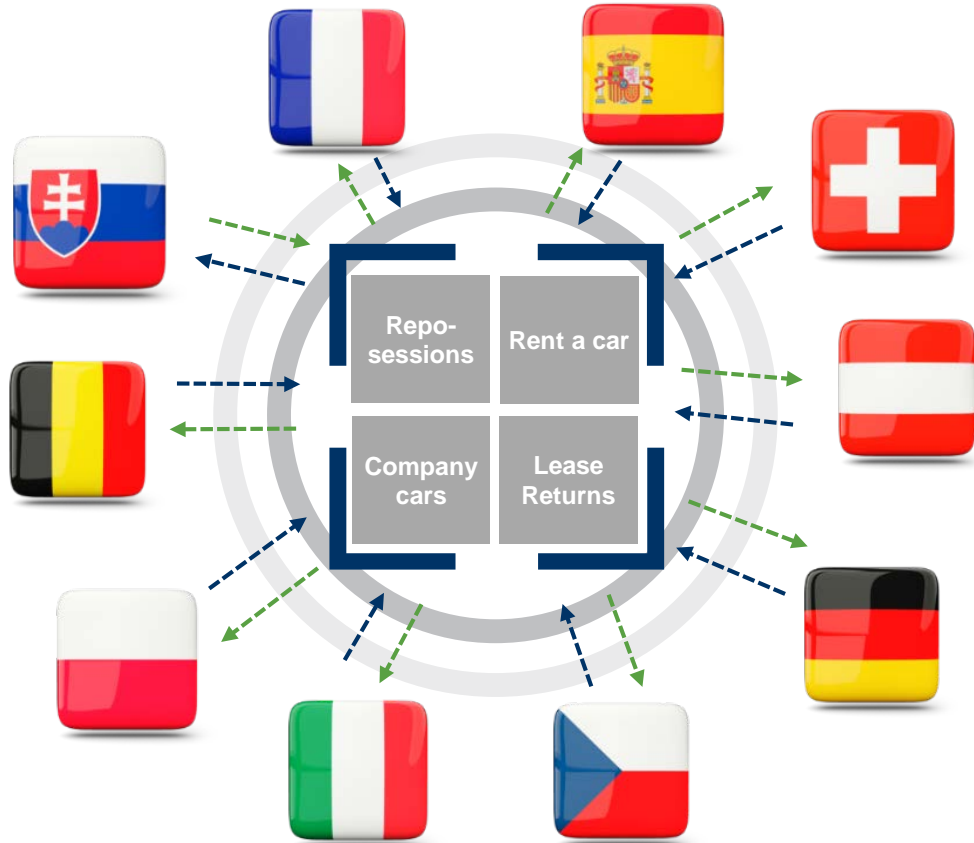 Repo-
sessions
Rent a car
Company
cars
Lease
Returns